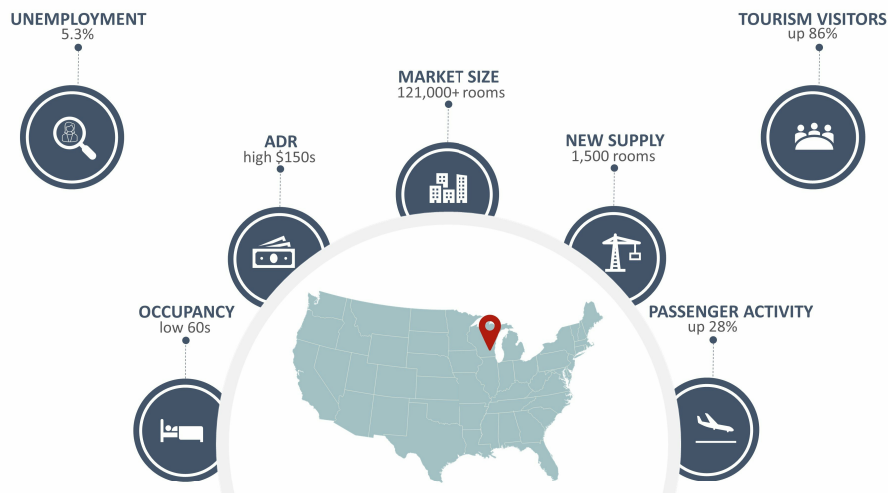 UNEMPLOYMENT
5.3%
TOURISM VISITORS
up 86%
MARKET SIZE
121,000+ rooms
ADR
high $150s
NEW SUPPLY
1,500 rooms
OCCUPANCY
low 60s
PASSENGER ACTIVITY
up 28%